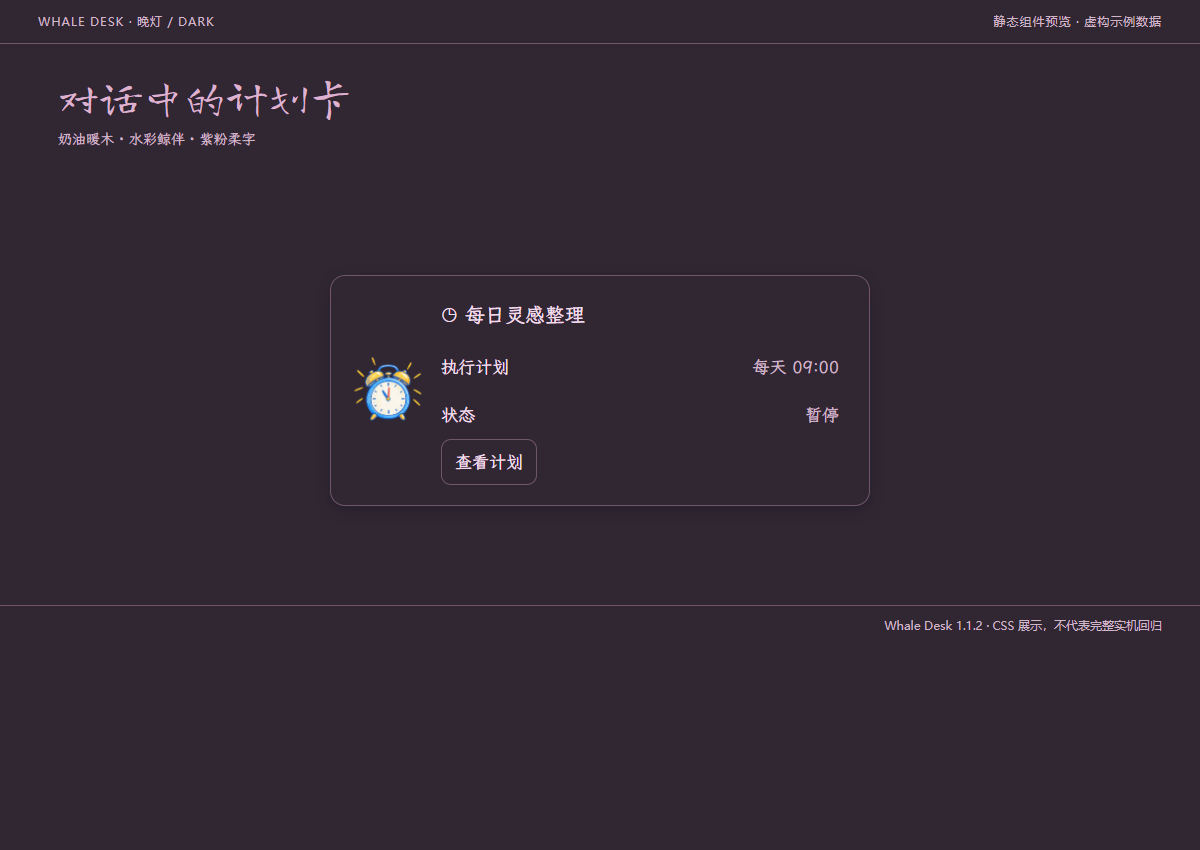 WHALE DESK · 晚灯 / DARK
静态组件预览 · 虚构示例数据
对话中的计划卡
奶油暖木 · 水彩鲸伴 · 紫粉柔字
◷ 每日灵感整理
执行计划 每天 09:00
状态 暂停
查看计划
Whale Desk 1.1.2 · CSS 展示，不代表完整实机回归